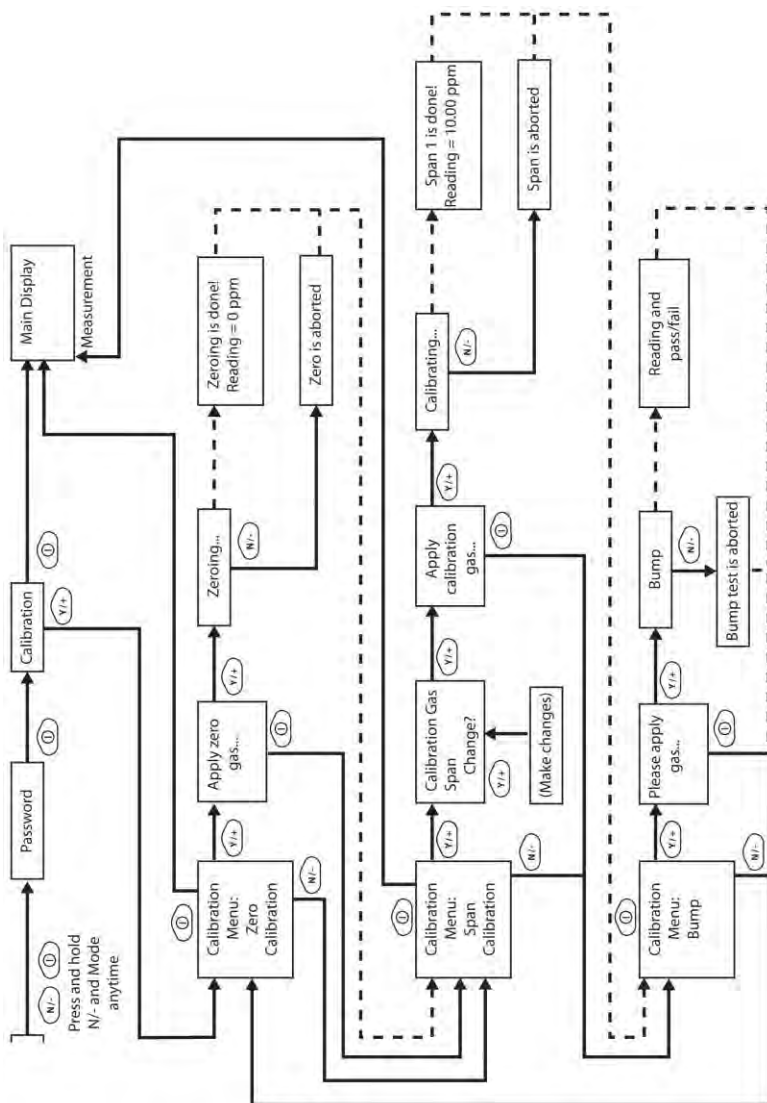 N/-
Press and hold
N/- and Mode
anytime
Password
Calibration
Y/+
Main Display
Measurement
Calibration
Menu:
Zero
Calibration
Y/+
N/-
Apply zero
gas....
Y/+
Zeroing...
N/-
Zeroing is done!
Reading = 0 ppm
Zero is aborted
Calibration
Menu:
Span
Calibration
Y/+
N/-
Calibration Gas
Span
Change?
Y/+
Y/+
(Make changes)
Apply
calibration
gas...
Y/+
Calibrating...
N/-
Span 1 is done!
Reading = 10.00 ppm
Span is aborted
Calibration
Menu:
Bump
Y/+
N/-
Please apply
gas...
Y/+
Bump
N/-
Bump test is aborted
Reading and
pass/fail